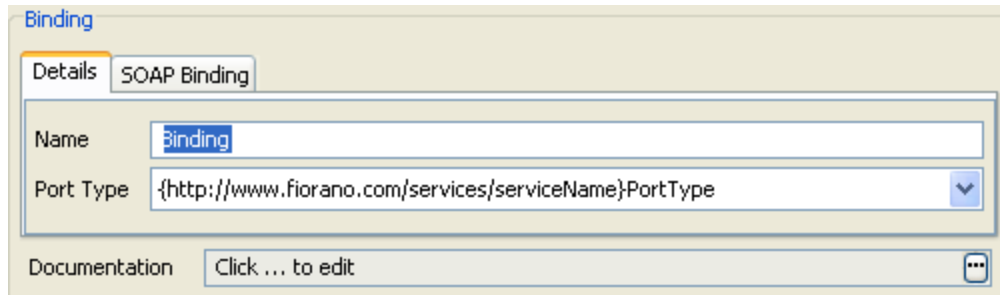 Binding
Details SOAP Binding
Name Binding
Port Type {http://www.fiorano.com/services/serviceName}PortType
Documentation Click ... to edit ...